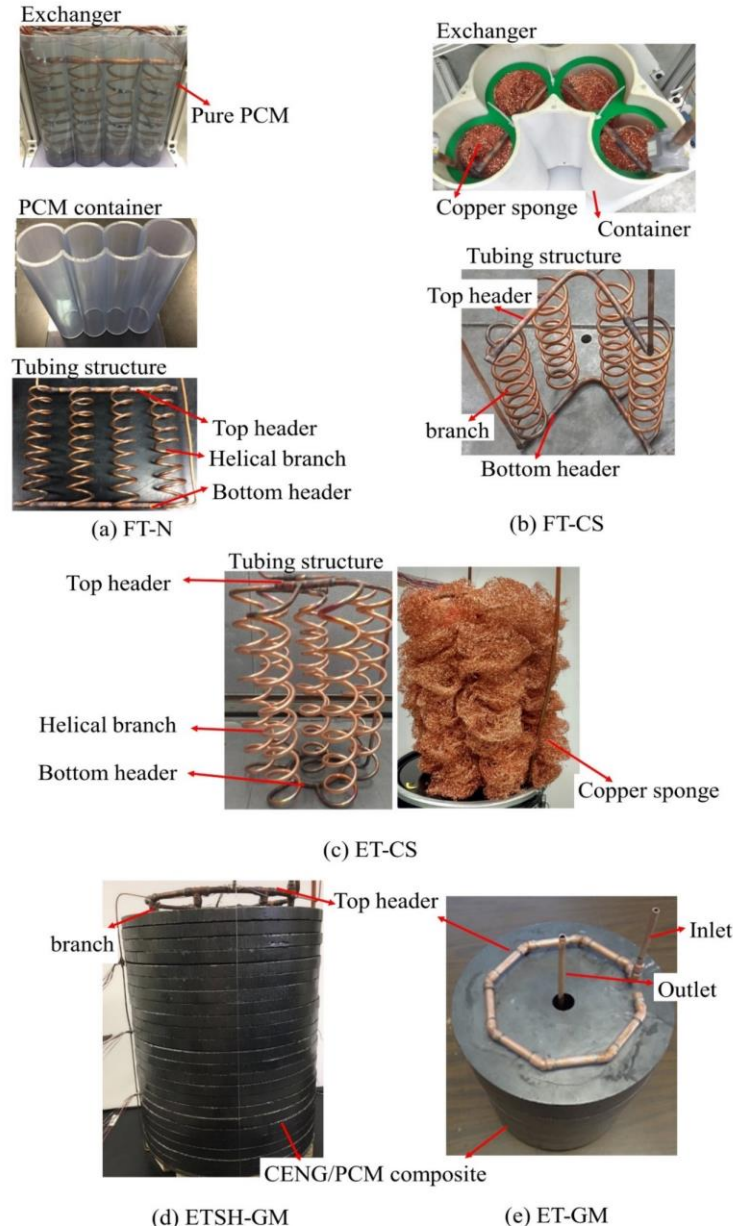 Exchanger
Pure PCM
PCM container
Tubing structure
Top header
Helical branch
Bottom header
(a) FT-N
Exchanger
Copper sponge
Container
Tubing structure
Top header
branch
Bottom header
(b) FT-CS
Tubing structure
Top header
Helical branch
Bottom header
Copper sponge
(c) ET-CS
Top header
branch
Inlet
Outlet
CENG/PCM composite
(d) ETSH-GM
(e) ET-GM